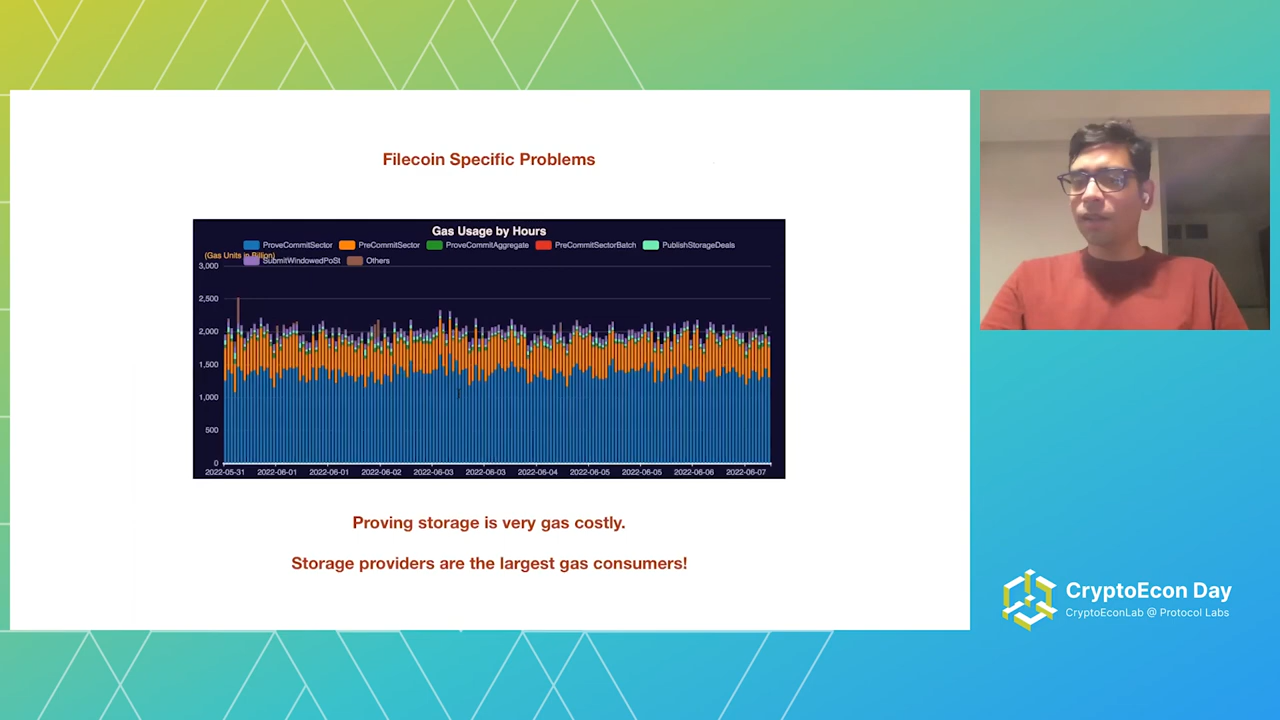 Filecoin Specific Problems
Gas Usage by Hours
ProveCommitSector PreCommitSector ProveCommitAggregate PreCommitSectorBatch PublishStorageDeals
(Gas Units in Billion)
SubmitWindowedPoSt Others
3,000
2,500
2,000
1,500
1,000
500
0
2022-05-31 2022-06-01 2022-06-01 2022-06-02 2022-06-03 2022-06-03 2022-06-04 2022-06-05 2022-06-05 2022-06-06 2022-06-07
Proving storage is very gas costly.
Storage providers are the largest gas consumers!
CryptoEcon Day
CryptoEconLab @ Protocol Labs